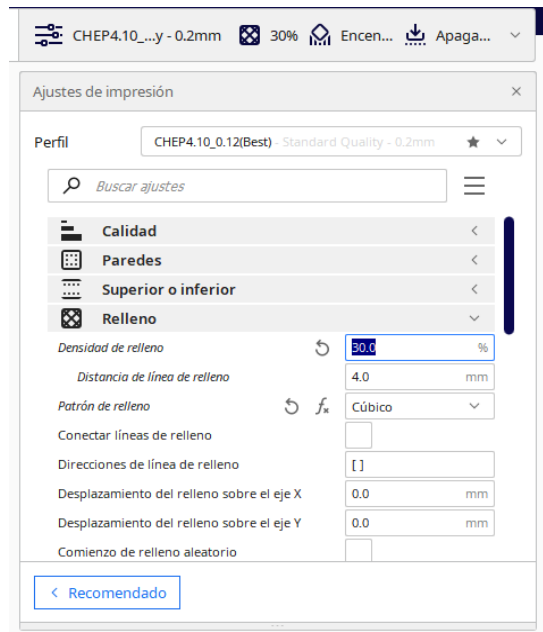 CHEP4.10_...y - 0.2mm 30% Encen... Apaga...
Ajustes de impresión
Perfil CHEP4.10_0.12(Best) - Standard Quality - 0.2mm
Buscar ajustes
Calidad
Paredes
Superior o inferior
Relleno
Densidad de relleno 30.0 %
Distancia de línea de relleno 4.0 mm
Patrón de relleno Cúbico
Conectar líneas de relleno
Direcciones de línea de relleno [ ]
Desplazamiento del relleno sobre el eje X 0.0 mm
Desplazamiento del relleno sobre el eje Y 0.0 mm
Comienzo de relleno aleatorio
Recomendado